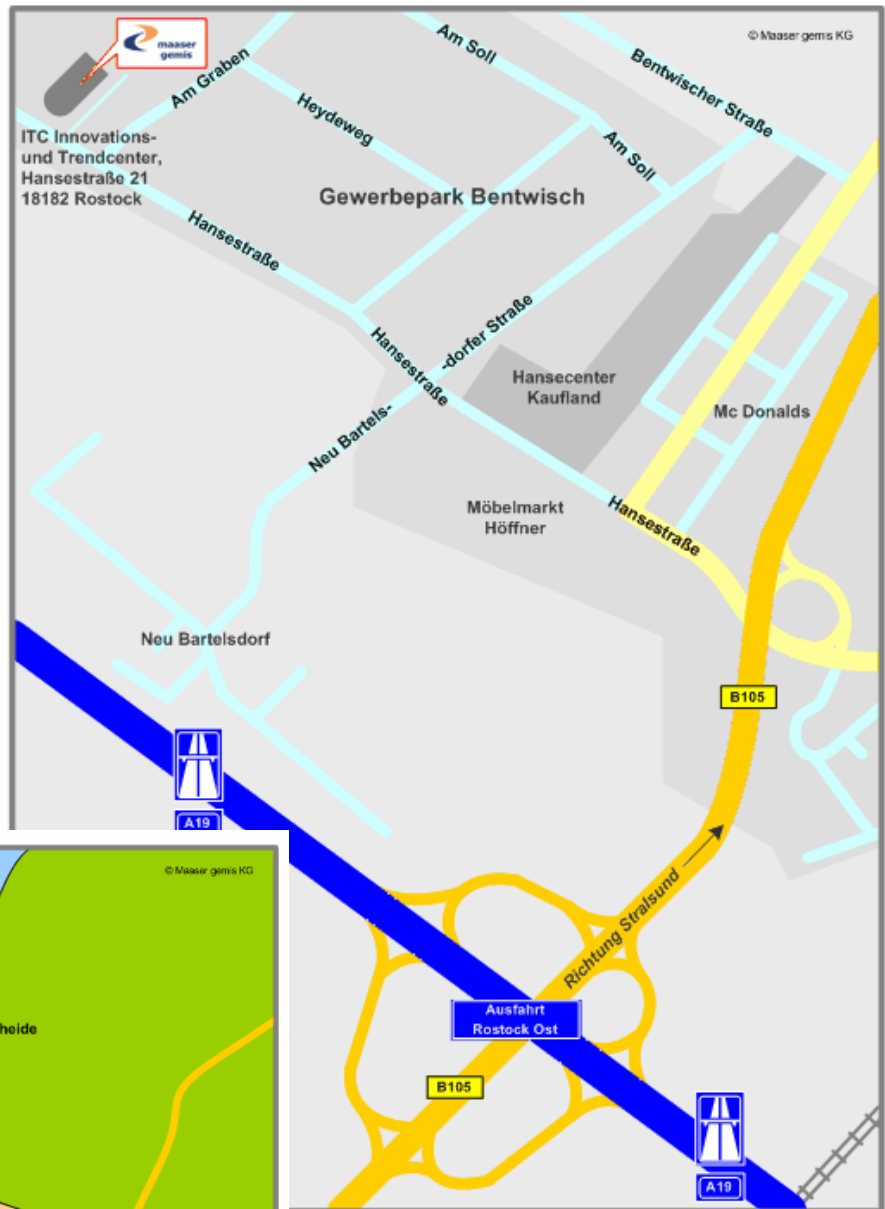 © Maaser gemis KG
maaser
gemis
Am Graben
Am Soll
Bentwischer Straße
Heydeweg
Am Soll
ITC Innovations-
und Trendcenter,
Hansestraße 21
18182 Rostock
Gewerbepark Bentwisch
Hansestraße
Hansestraße
-dorfer Straße
Neu Bartels-
Hansecenter
Kaufland
Mc Donalds
Möbelmarkt
Höffner
Hansestraße
Neu Bartelsdorf
B105
A19
Richtung Stralsund
Ausfahrt
Rostock Ost
B105
A19
© Maaser gemis KG
heide